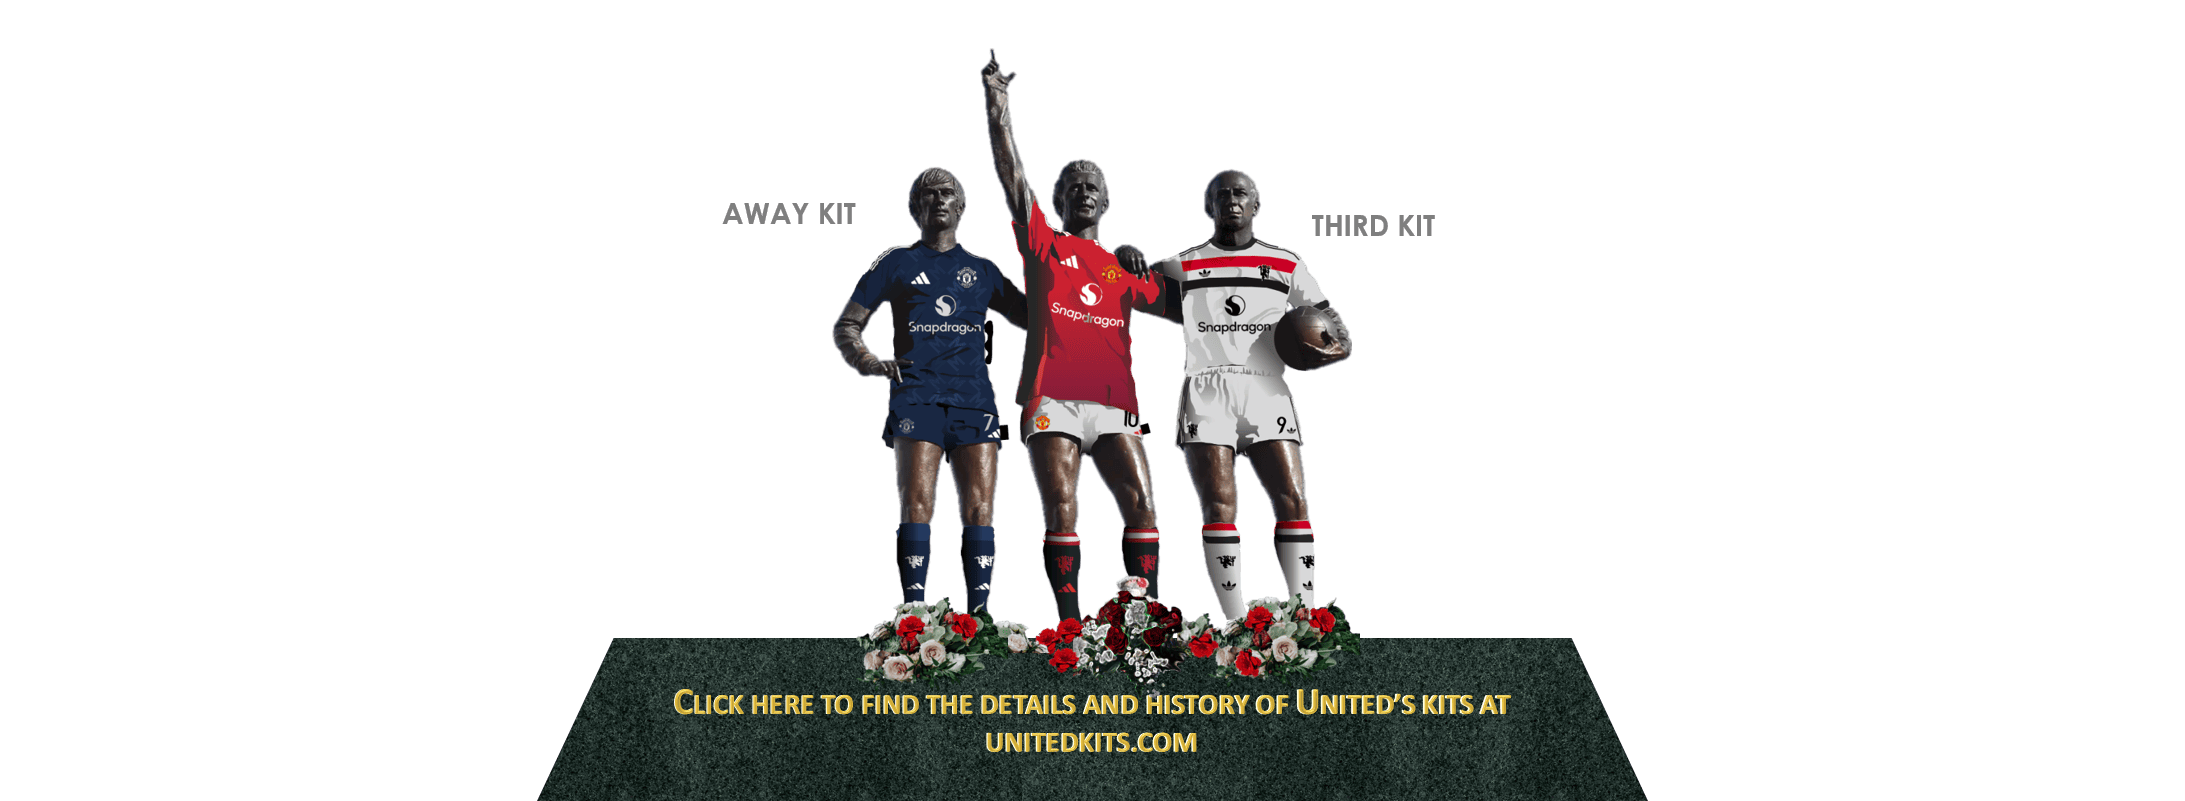 AWAY KIT
THIRD KIT
Snapdragon
Snapdragon
Snapdragon
7
10
9
CLICK HERE TO FIND THE DETAILS AND HISTORY OF UNITED'S KITS AT
UNITEDKITS.COM